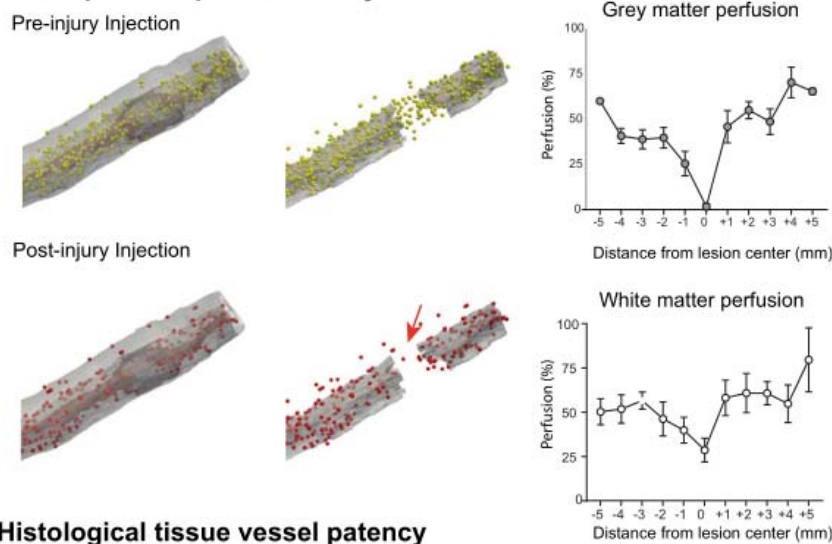 Pre-injury Injection
Grey matter perfusion
100
75
50
25
0
Perfusion (%)
-5 -4 -3 -2 -1 0 +1 +2 +3 +4 +5
Distance from lesion center (mm)
Post-injury Injection
White matter perfusion
100
75
50
25
0
Perfusion (%)
-5 -4 -3 -2 -1 0 +1 +2 +3 +4 +5
Distance from lesion center (mm)
Histological tissue vessel patency